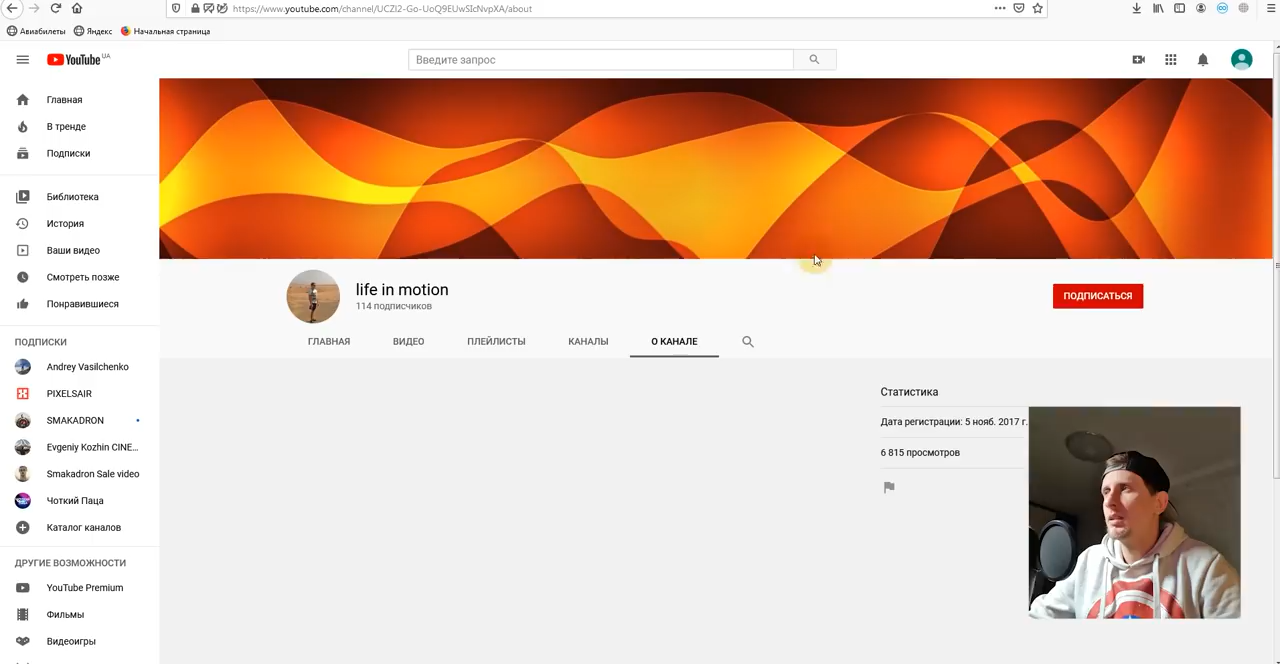 https://www.youtube.com/channel/UCZI2-Go-UoQ9EUwSIcNvpXA/about
Авиабилеты
Яндекс
Начальная страница
YouTube UA
Введите запрос
Главная
В тренде
Подписки
Библиотека
История
Ваши видео
Смотреть позже
Понравившиеся
ПОДПИСКИ
Andrey Vasilchenko
PIXELSAIR
SMAKADRON
Evgeniy Kozhin CINE...
Smakadron Sale video
Чоткий Паца
Каталог каналов
ДРУГИЕ ВОЗМОЖНОСТИ
YouTube Premium
Фильмы
Видеоигры
life in motion
114 подписчиков
ПОДПИСАТЬСЯ
ГЛАВНАЯ
ВИДЕО
ПЛЕЙЛИСТЫ
КАНАЛЫ
О КАНАЛЕ
Статистика
Дата регистрации: 5 нояб. 2017 г.
6 815 просмотров